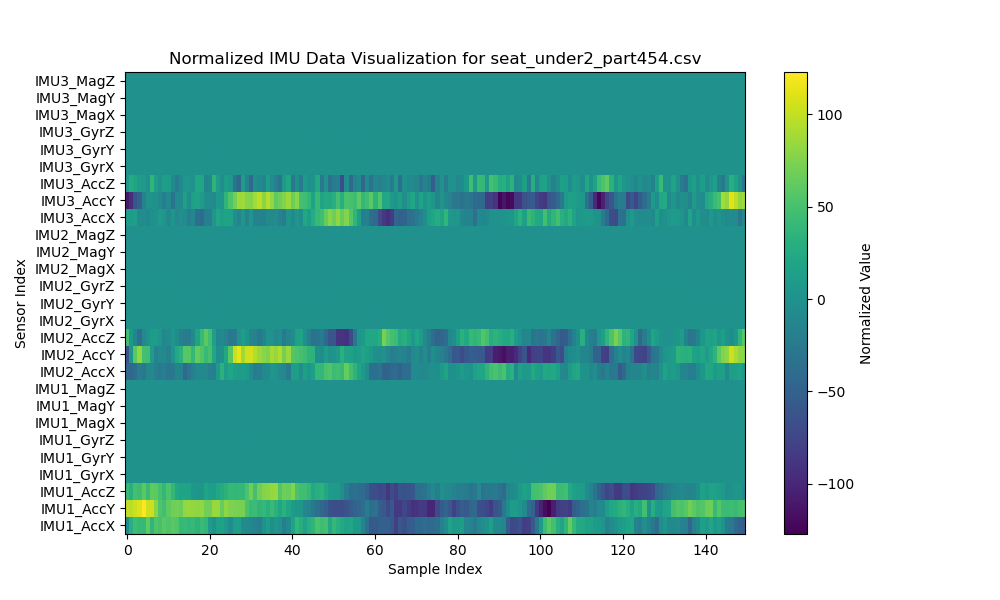 Normalized IMU Data Visualization for seat_under2_part454.csv
IMU3_MagZ
IMU3_MagY
IMU3_MagX
IMU3_GyrZ
IMU3_GyrY
IMU3_GyrX
IMU3_AccZ
IMU3_AccY
IMU3_AccX
IMU2_MagZ
IMU2_MagY
IMU2_MagX
IMU2_GyrZ
IMU2_GyrY
IMU2_GyrX
IMU2_AccZ
IMU2_AccY
IMU2_AccX
IMU1_MagZ
IMU1_MagY
IMU1_MagX
IMU1_GyrZ
IMU1_GyrY
IMU1_GyrX
IMU1_AccZ
IMU1_AccY
IMU1_AccX
Sensor Index
0 20 40 60 80 100 120 140
Sample Index
100
50
0
−50
−100
Normalized Value